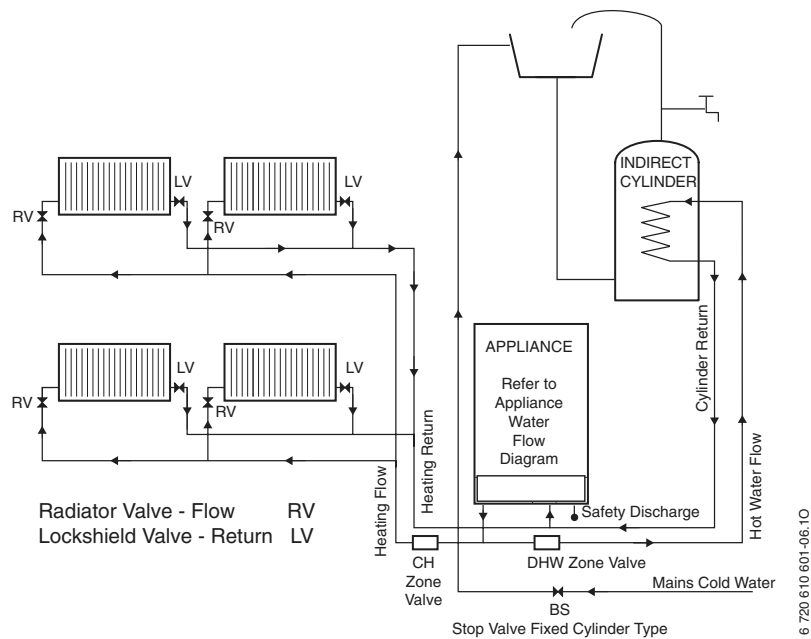 INDIRECT
CYLINDER
LV
LV
RV
RV
LV
LV
RV
RV
APPLIANCE
Refer to
Appliance
Water
Flow
Diagram
Cylinder Return
Hot Water Flow
Heating Return
Heating Flow
Radiator Valve - Flow RV
Lockshield Valve - Return LV
Safety Discharge
CH
Zone
Valve
DHW Zone Valve
Mains Cold Water
BS
Stop Valve Fixed Cylinder Type
6 720 610 601-06.1O